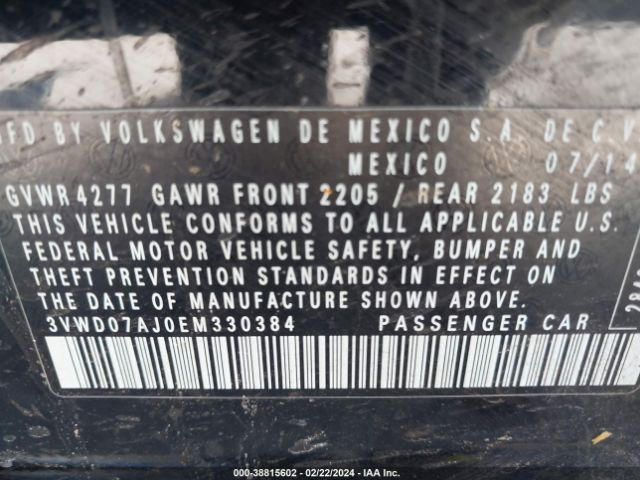 MFD BY VOLKSWAGEN DE MEXICO S.A. DE C.V.
MEXICO 07/14
GVWR 4277 GAWR FRONT 2205 / REAR 2183 LBS
THIS VEHICLE CONFORMS TO ALL APPLICABLE U.S.
FEDERAL MOTOR VEHICLE SAFETY, BUMPER AND
THEFT PREVENTION STANDARDS IN EFFECT ON
THE DATE OF MANUFACTURE SHOWN ABOVE.
3VWD07AJ0EM330384 PASSENGER CAR
000-38815602 - 02/22/2024 - IAA Inc.